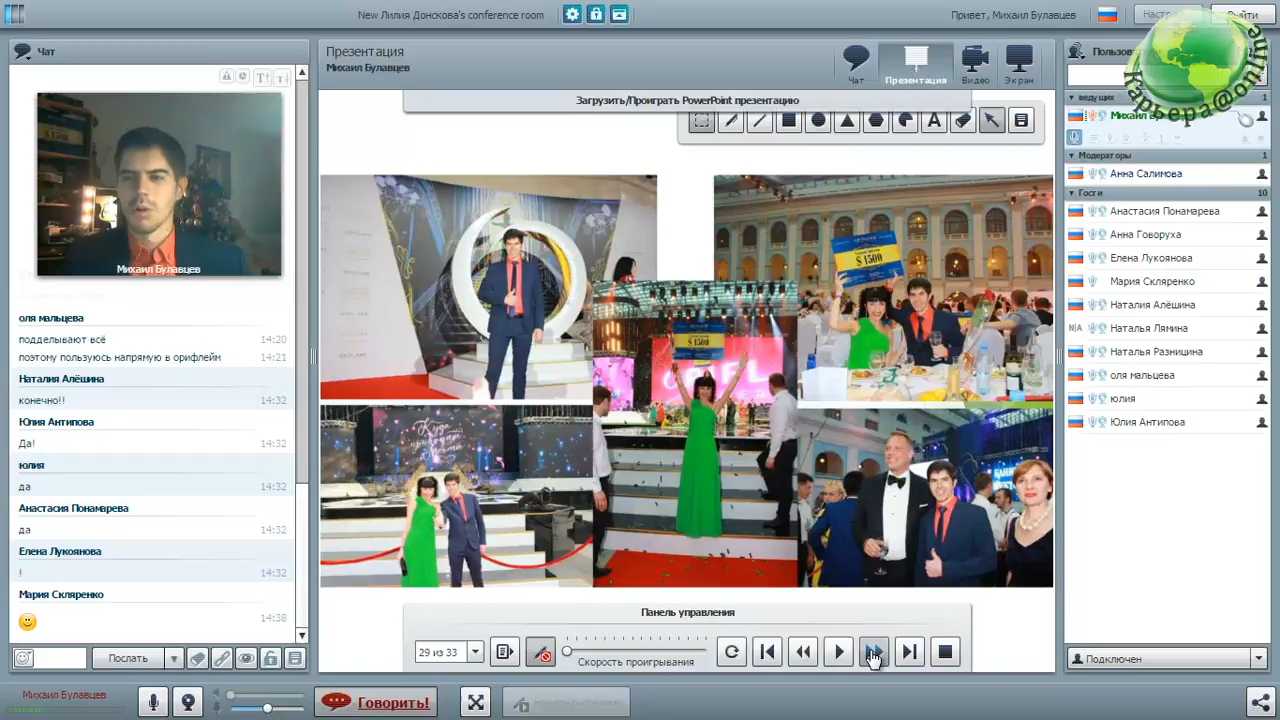 New Лилия Донскова's conference room
Привет, Михаил Булавцев
Выйти
Карьера@online
Чат
оля мальцева
подделывают всё 14:20
поэтому пользуюсь напрямую в орифлейм 14:21
Наталия Алёшина
конечно!! 14:32
Юлия Антипова
Да! 14:32
юлия
да 14:32
Анастасия Понамарева
да 14:32
Елена Лукоянова
! 14:32
Мария Скляренко
14:38
Послать
Михаил Булавцев
Презентация
Михаил Булавцев
Чат
Презентация
Видео
Экран
Загрузить/Проиграть PowerPoint презентацию
$ 1500
$ 1500
Панель управления
29 из 33
Скорость проигрывания
ведущих 1
Модераторы 1
Анна Салимова
Гости 10
Анастасия Понамарева
Анна Говоруха
Елена Лукоянова
Мария Скляренко
Наталия Алёшина
N/A Наталья Лямина
Наталья Разницина
оля мальцева
юлия
Юлия Антипова
Подключен
Михаил Булавцев
Говорить!